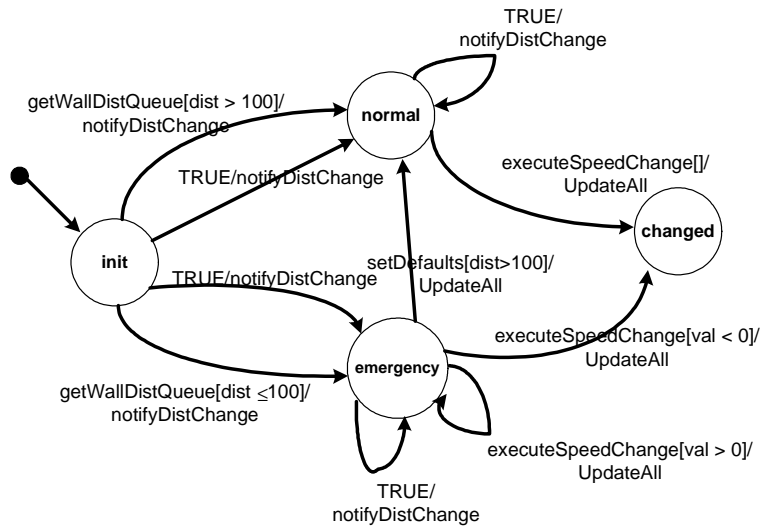 TRUE/
notifyDistChange
getWallDistQueue[dist > 100]/
notifyDistChange
normal
executeSpeedChange[]/
UpdateAll
TRUE/notifyDistChange
changed
init
setDefaults[dist>100]/
UpdateAll
TRUE/notifyDistChange
executeSpeedChange[val < 0]/
UpdateAll
emergency
getWallDistQueue[dist ≤100]/
notifyDistChange
executeSpeedChange[val > 0]/
UpdateAll
TRUE/
notifyDistChange